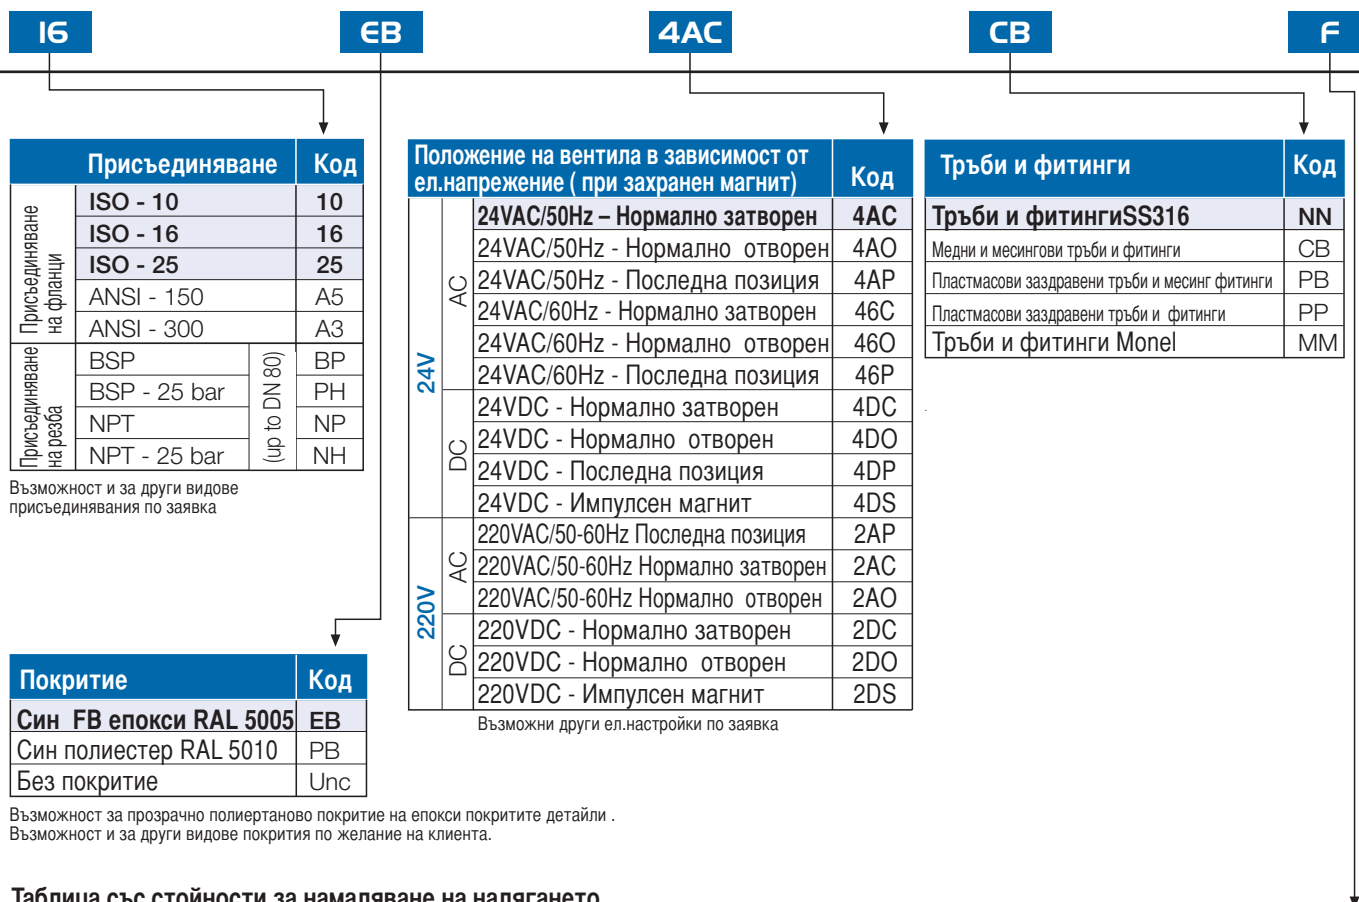 16 EB 4AC CB F
Присъединяване Код
Присъединяване
на фланци
ISO - 10 10
ISO - 16 16
ISO - 25 25
ANSI - 150 A5
ANSI - 300 A3
Присъединяване
на резба
(up to DN 80)
BSP BP
BSP - 25 bar PH
NPT NP
NPT - 25 bar NH
Възможност и за други видове
присъединявания по заявка
Положение на вентила в зависимост от
ел.напрежение ( при захранен магнит) Код
24V
AC
24VAC/50Hz – Нормално затворен 4AC
24VAC/50Hz - Нормално отворен 4AO
24VAC/50Hz - Последна позиция 4AP
24VAC/60Hz - Нормално затворен 46C
24VAC/60Hz - Нормално отворен 46O
24VAC/60Hz - Последна позиция 46P
DC
24VDC - Нормално затворен 4DC
24VDC - Нормално отворен 4DO
24VDC - Последна позиция 4DP
24VDC - Импулсен магнит 4DS
220V
AC
220VAC/50-60Hz Последна позиция 2AP
220VAC/50-60Hz Нормално затворен 2AC
220VAC/50-60Hz Нормално отворен 2AO
DC
220VDC - Нормално затворен 2DC
220VDC - Нормално отворен 2DO
220VDC - Импулсен магнит 2DS
Възможни други ел.настройки по заявка
Тръби и фитинги Код
Тръби и фитингиSS316 NN
Медни и месингови тръби и фитинги CB
Пластмасови заздравени тръби и месинг фитинги PB
Пластмасови заздравени тръби и фитинги PP
Тръби и фитинги Monel MM
Покритие Код
Син FB епокси RAL 5005 EB
Син полиестер RAL 5010 PB
Без покритие Unc
Възможност за прозрачно полиертаново покритие на епокси покритите детайли .
Възможност и за други видове покрития по желание на клиента.
Таблица със стойности за намаляване на налягането